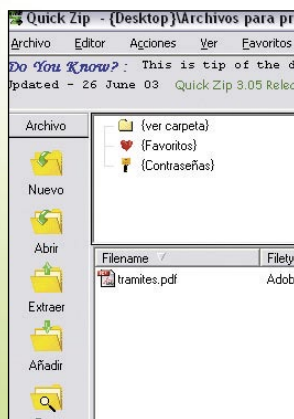 Quick Zip - {Desktop}\Archivos para pr
Archivo Editor Acciones Ver Favoritos
Do You Know? : This is tip of the d
Updated - 26 June 03 Quick Zip 3.05 Relea
Archivo
{ver carpeta}
{Favoritos}
{Contraseñas}
Nuevo
Abrir
Extraer
Añadir
Filename Filety
tramites.pdf Adob